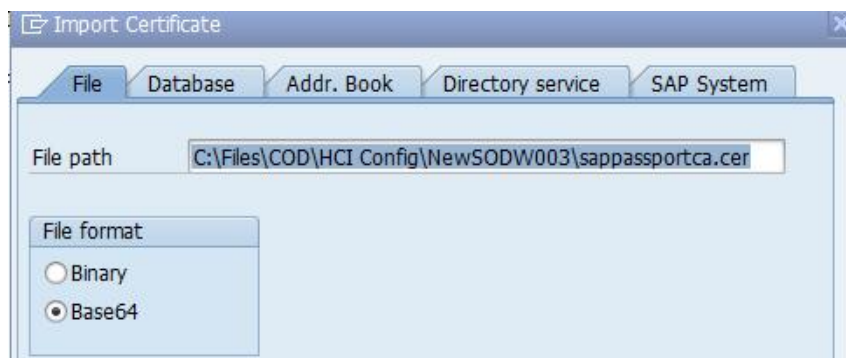 Import Certificate
File Database Addr. Book Directory service SAP System
File path C:\Files\COD\HCI Config\NewSODW003\sappassportca.cer
File format
Binary
Base64